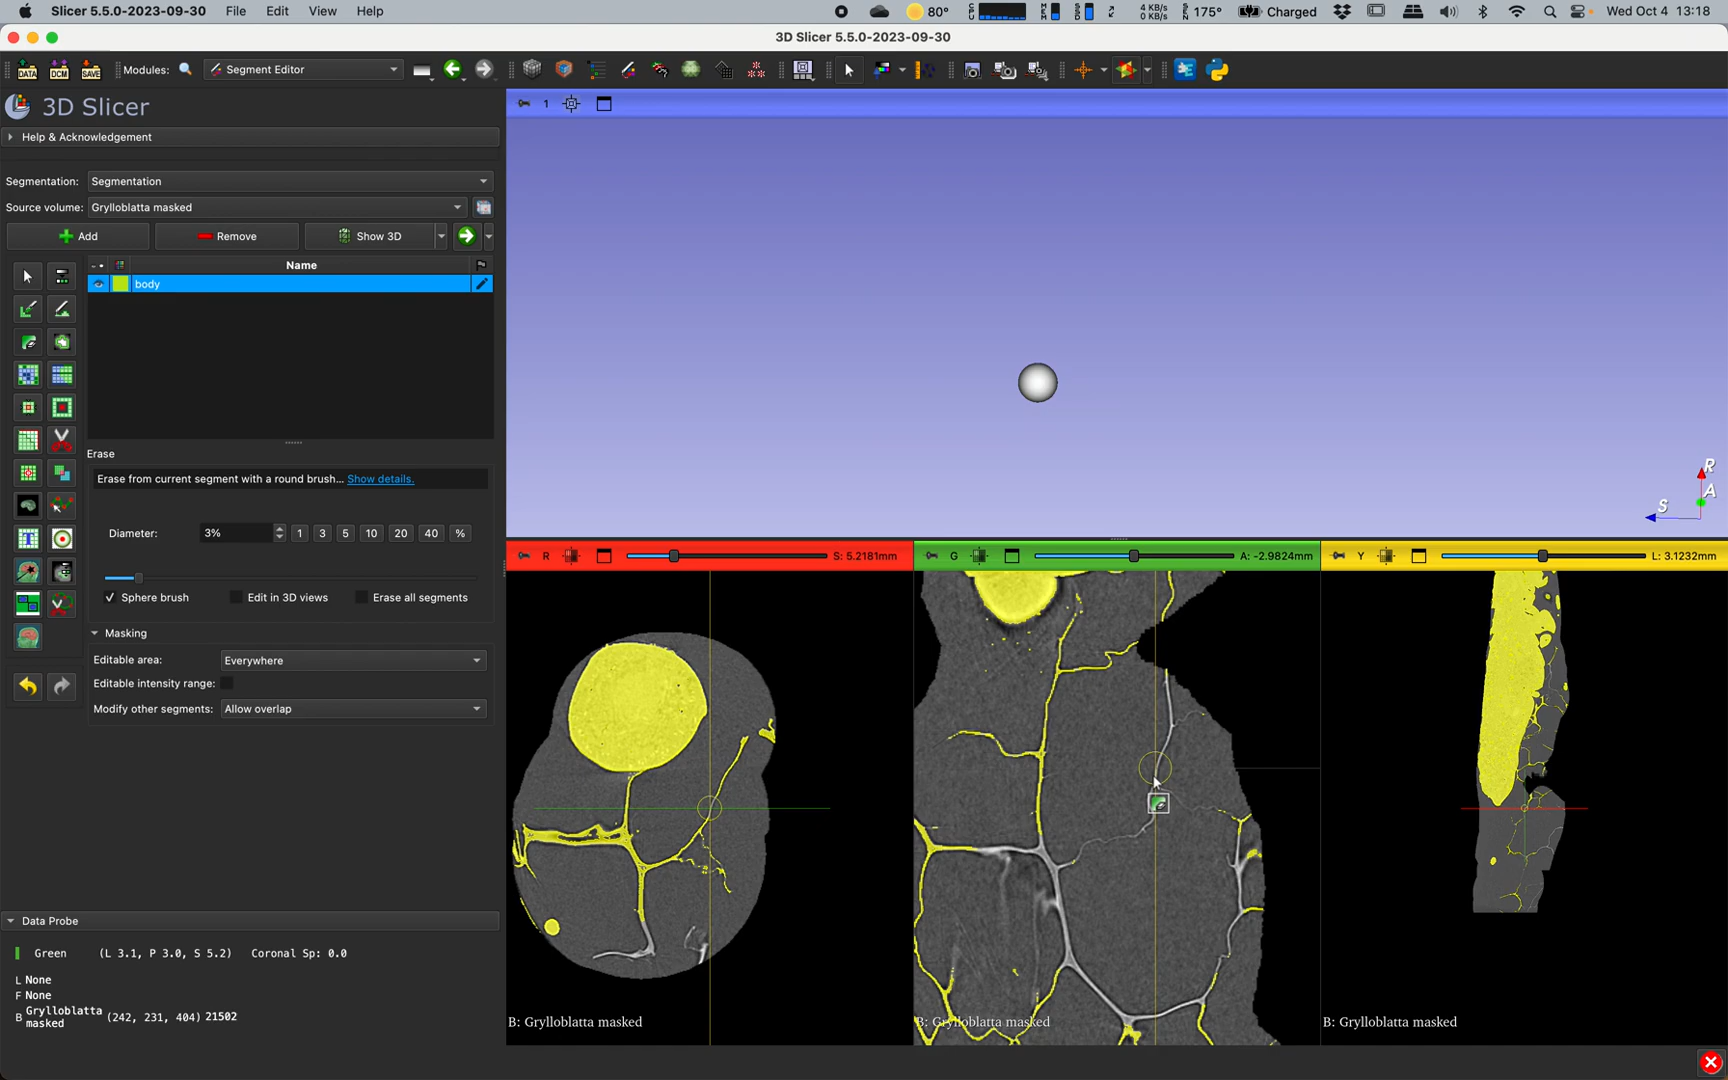 Slicer 5.5.0-2023-09-30 File Edit View Help 80° 4 KB/s 0 KB/s 175° Charged Wed Oct 4 13:18
3D Slicer 5.5.0-2023-09-30
DATA DCM SAVE Modules: Segment Editor
3D Slicer
1
Help & Acknowledgement
Segmentation: Segmentation
Source volume: Grylloblatta masked
Add Remove Show 3D
Name
body
Erase
Erase from current segment with a round brush... Show details.
Diameter: 3% 1 3 5 10 20 40 %
Sphere brush Edit in 3D views Erase all segments
Masking
Editable area: Everywhere
Editable intensity range:
Modify other segments: Allow overlap
Data Probe
Green (L 3.1, P 3.0, S 5.2) Coronal Sp: 0.0
L None
F None
B Grylloblatta masked (242, 231, 404) 21502
R
A
S
R S: 5.2181mm
G A: -2.9824mm
Y L: 3.1232mm
B: Grylloblatta masked
B: Grylloblatta masked
B: Grylloblatta masked